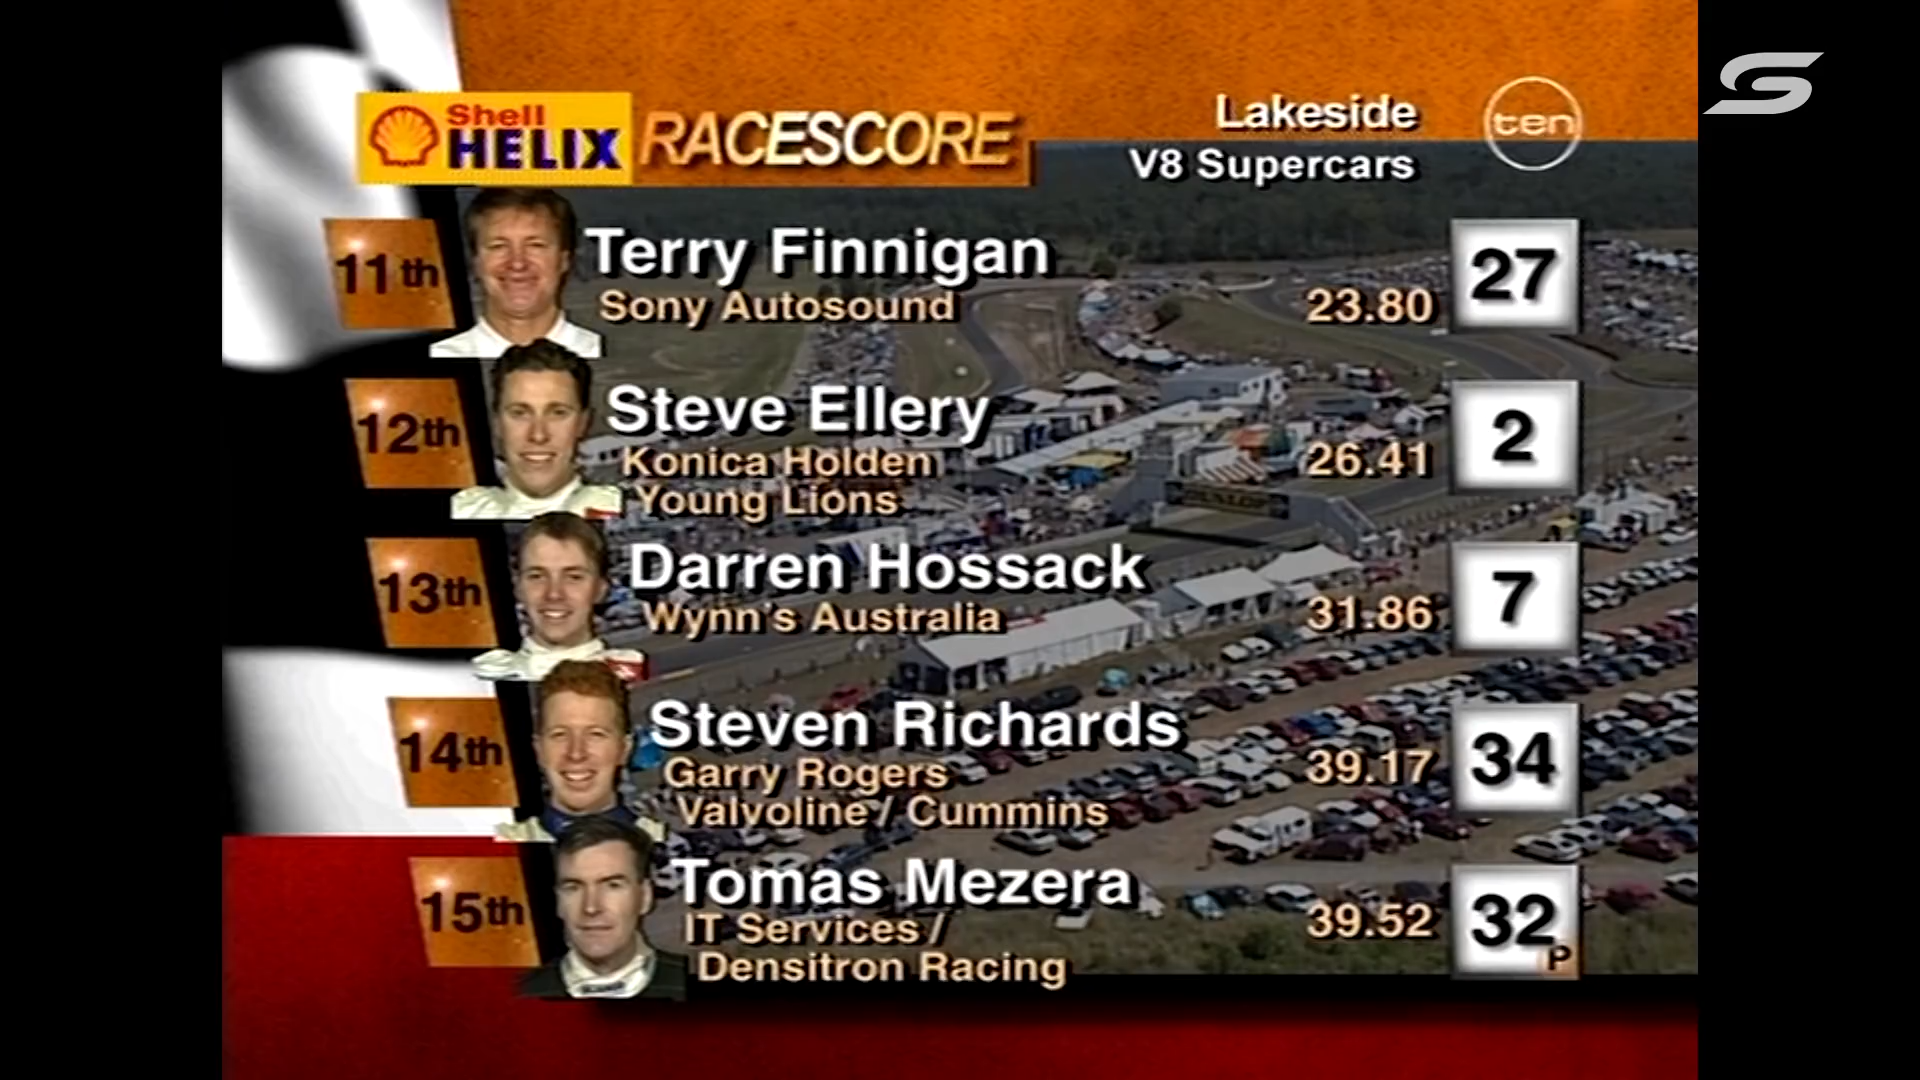 Shell
HELIX
RACESCORE
Lakeside
V8 Supercars
ten
S
11th
Terry Finnigan
Sony Autosound
23.80
27
12th
Steve Ellery
Konica Holden
Young Lions
26.41
2
DUNLOP
13th
Darren Hossack
Wynn's Australia
31.86
7
14th
Steven Richards
Garry Rogers
Valvoline / Cummins
39.17
34
15th
Tomas Mezera
IT Services /
Densitron Racing
39.52
32
P